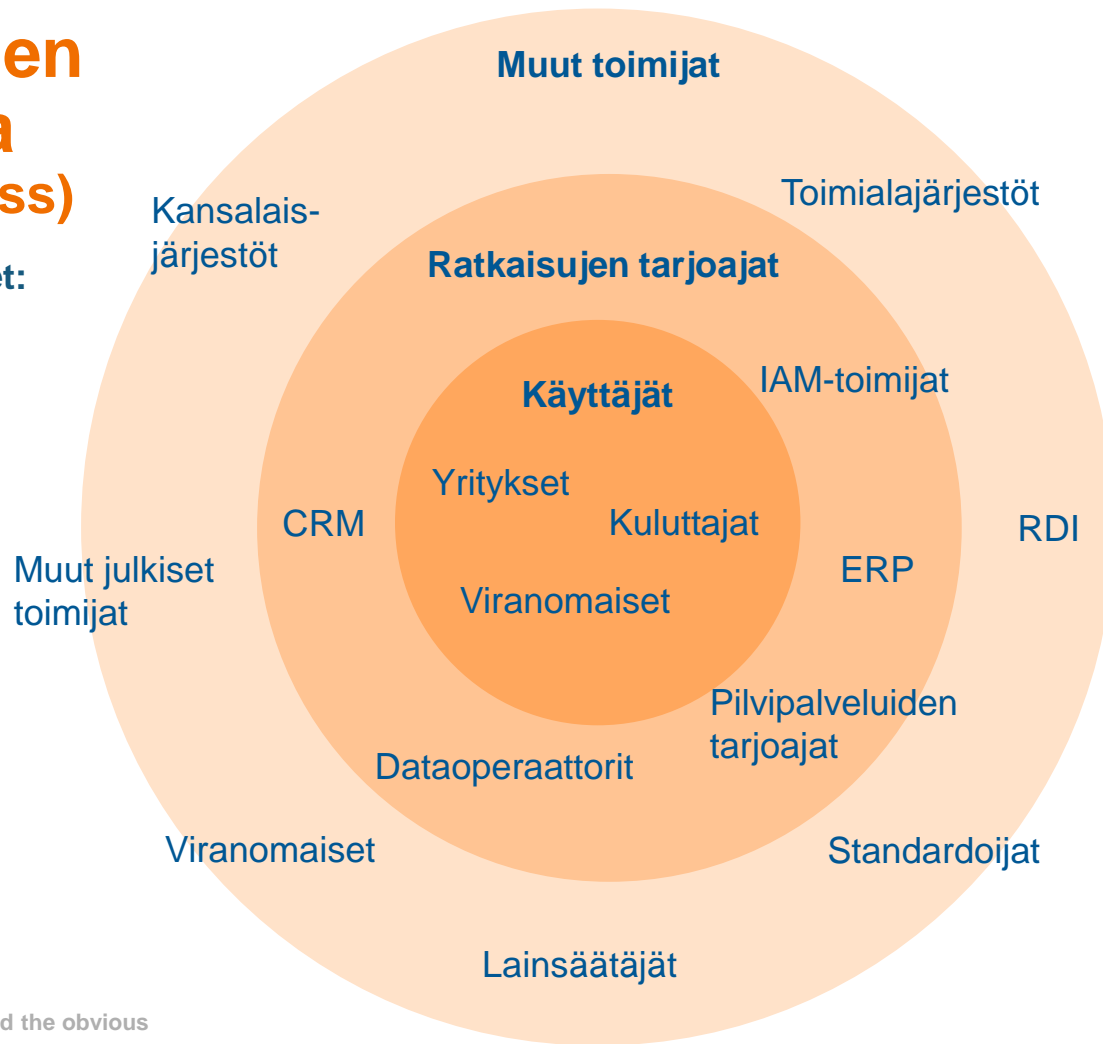 en
a
ss)
t:
Muut toimijat
Kansalais-
järjestöt
Toimialajärjestöt
Ratkaisujen tarjoajat
Käyttäjät
IAM-toimijat
Yritykset
CRM
Kuluttajat
RDI
Muut julkiset
toimijat
ERP
Viranomaiset
Pilvipalveluiden
tarjoajat
Dataoperaattorit
Viranomaiset
Standardoijat
Lainsäätäjät
d the obvious